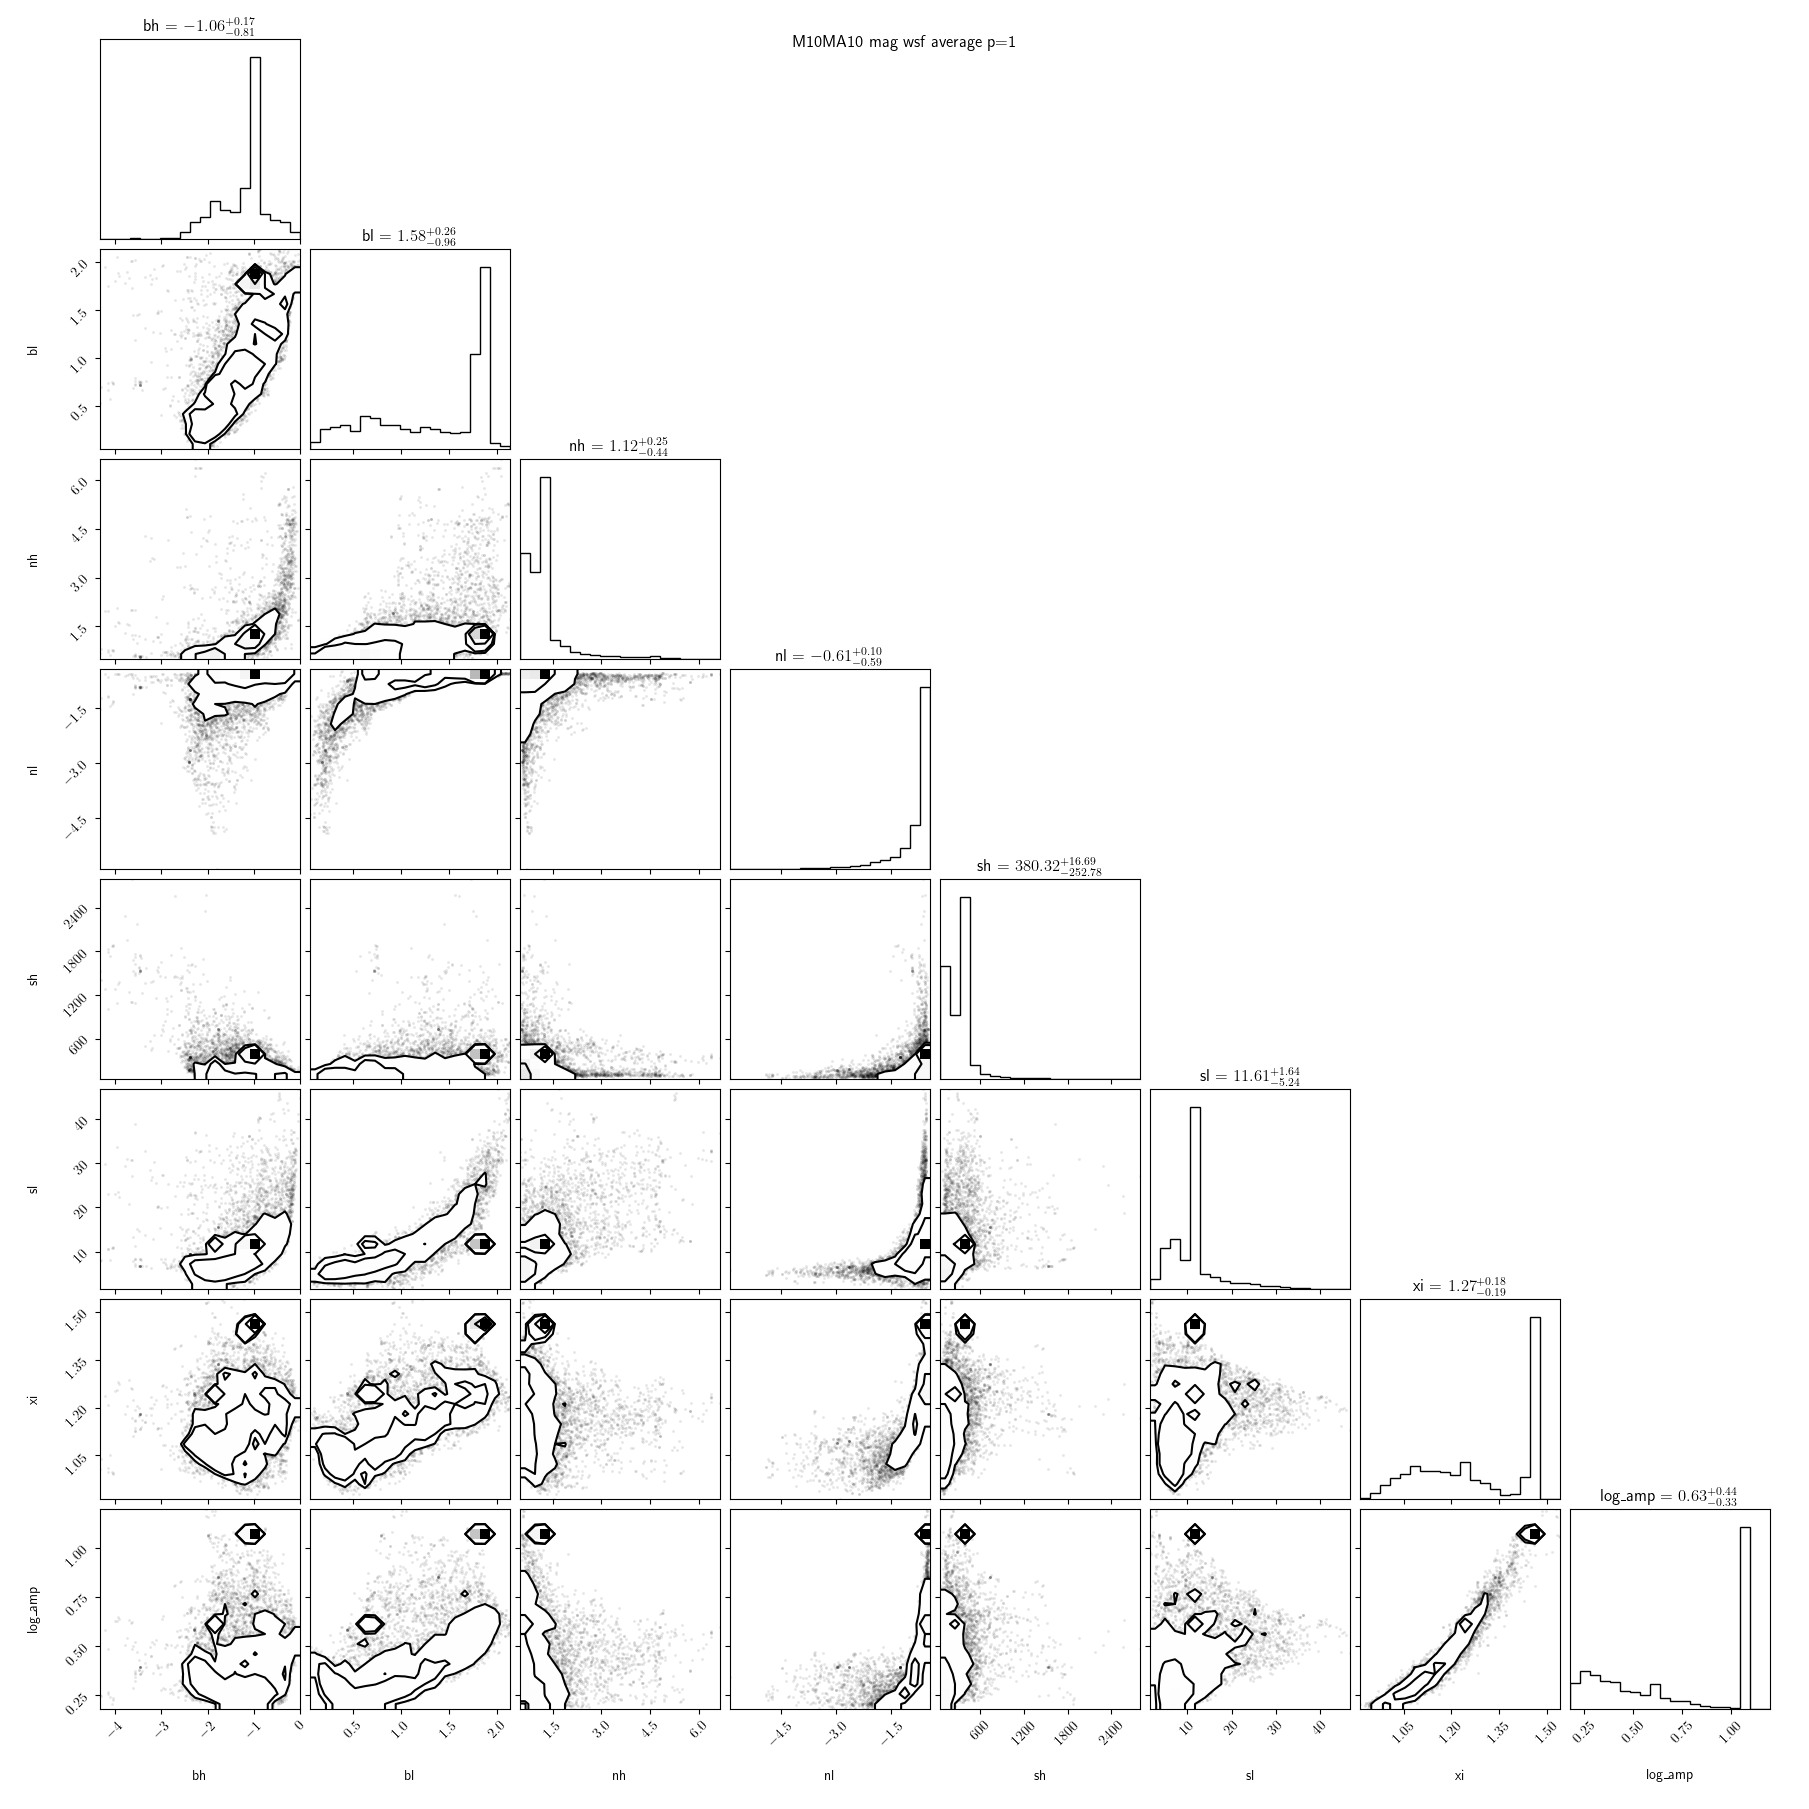 M10MA10 mag wsf average p=1
bh = −1.06 +0.17 −0.81
bl = 1.58 +0.26 −0.96
nh = 1.12 +0.25 −0.44
nl = −0.61 +0.10 −0.59
sh = 380.32 +16.69 −252.78
sl = 11.61 +1.64 −5.24
xi = 1.27 +0.18 −0.19
log_amp = 0.63 +0.44 −0.33
bl
2.0
1.5
1.0
0.5
nh
6.0
4.5
3.0
1.5
nl
−1.5
−3.0
−4.5
sh
2400
1800
1200
600
sl
40
30
20
10
xi
1.50
1.35
1.20
1.05
log_amp
1.00
0.75
0.50
0.25
−4 −3 −2 −1 0
0.5 1.0 1.5 2.0
1.5 3.0 4.5 6.0
−4.5 −3.0 −1.5
600 1200 1800 2400
10 20 30 40
1.05 1.20 1.35 1.50
0.25 0.50 0.75 1.00
bh
bl
nh
nl
sh
sl
xi
log_amp